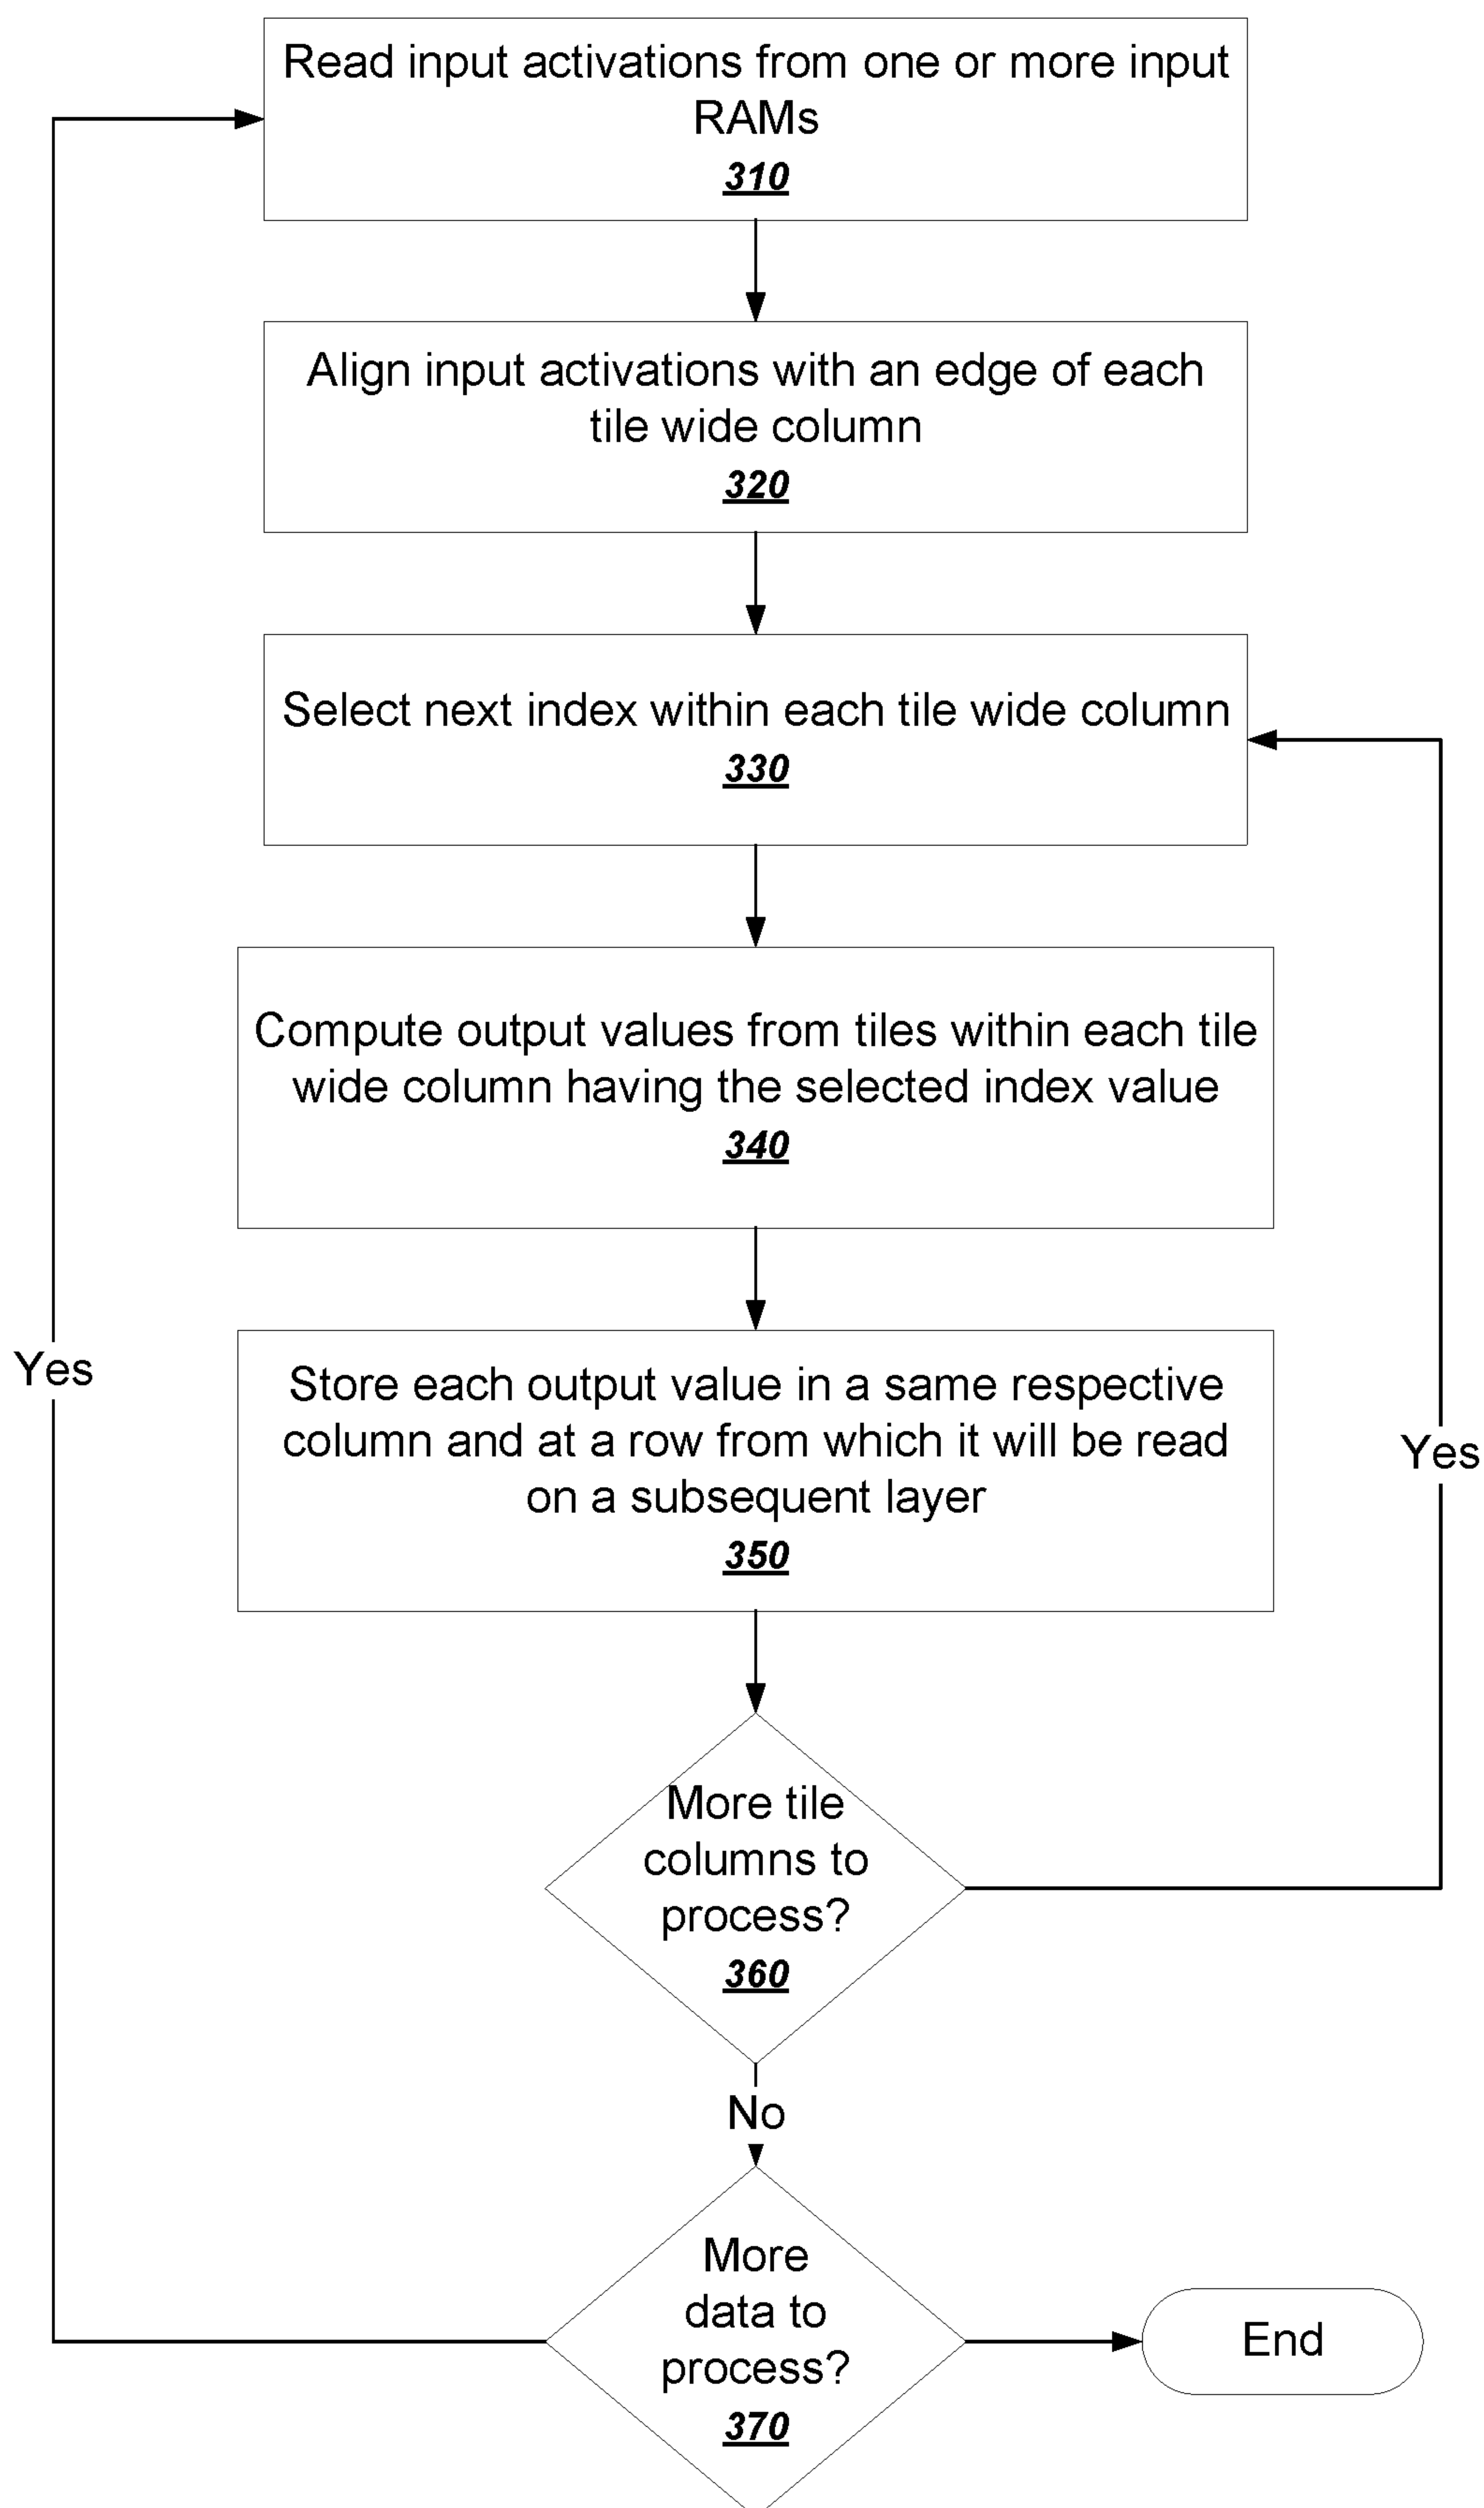 Read input activations from one or more input
RAMs
310
Align input activations with an edge of each
tile wide column
320
Select next index within each tile wide column
330
Compute output values from tiles within each tile
wide column having the selected index value
340
Store each output value in a same respective
column and at a row from which it will be read
on a subsequent layer
350
Yes
Yes
More tile
columns to
process?
360
No
More
data to
process?
370
End